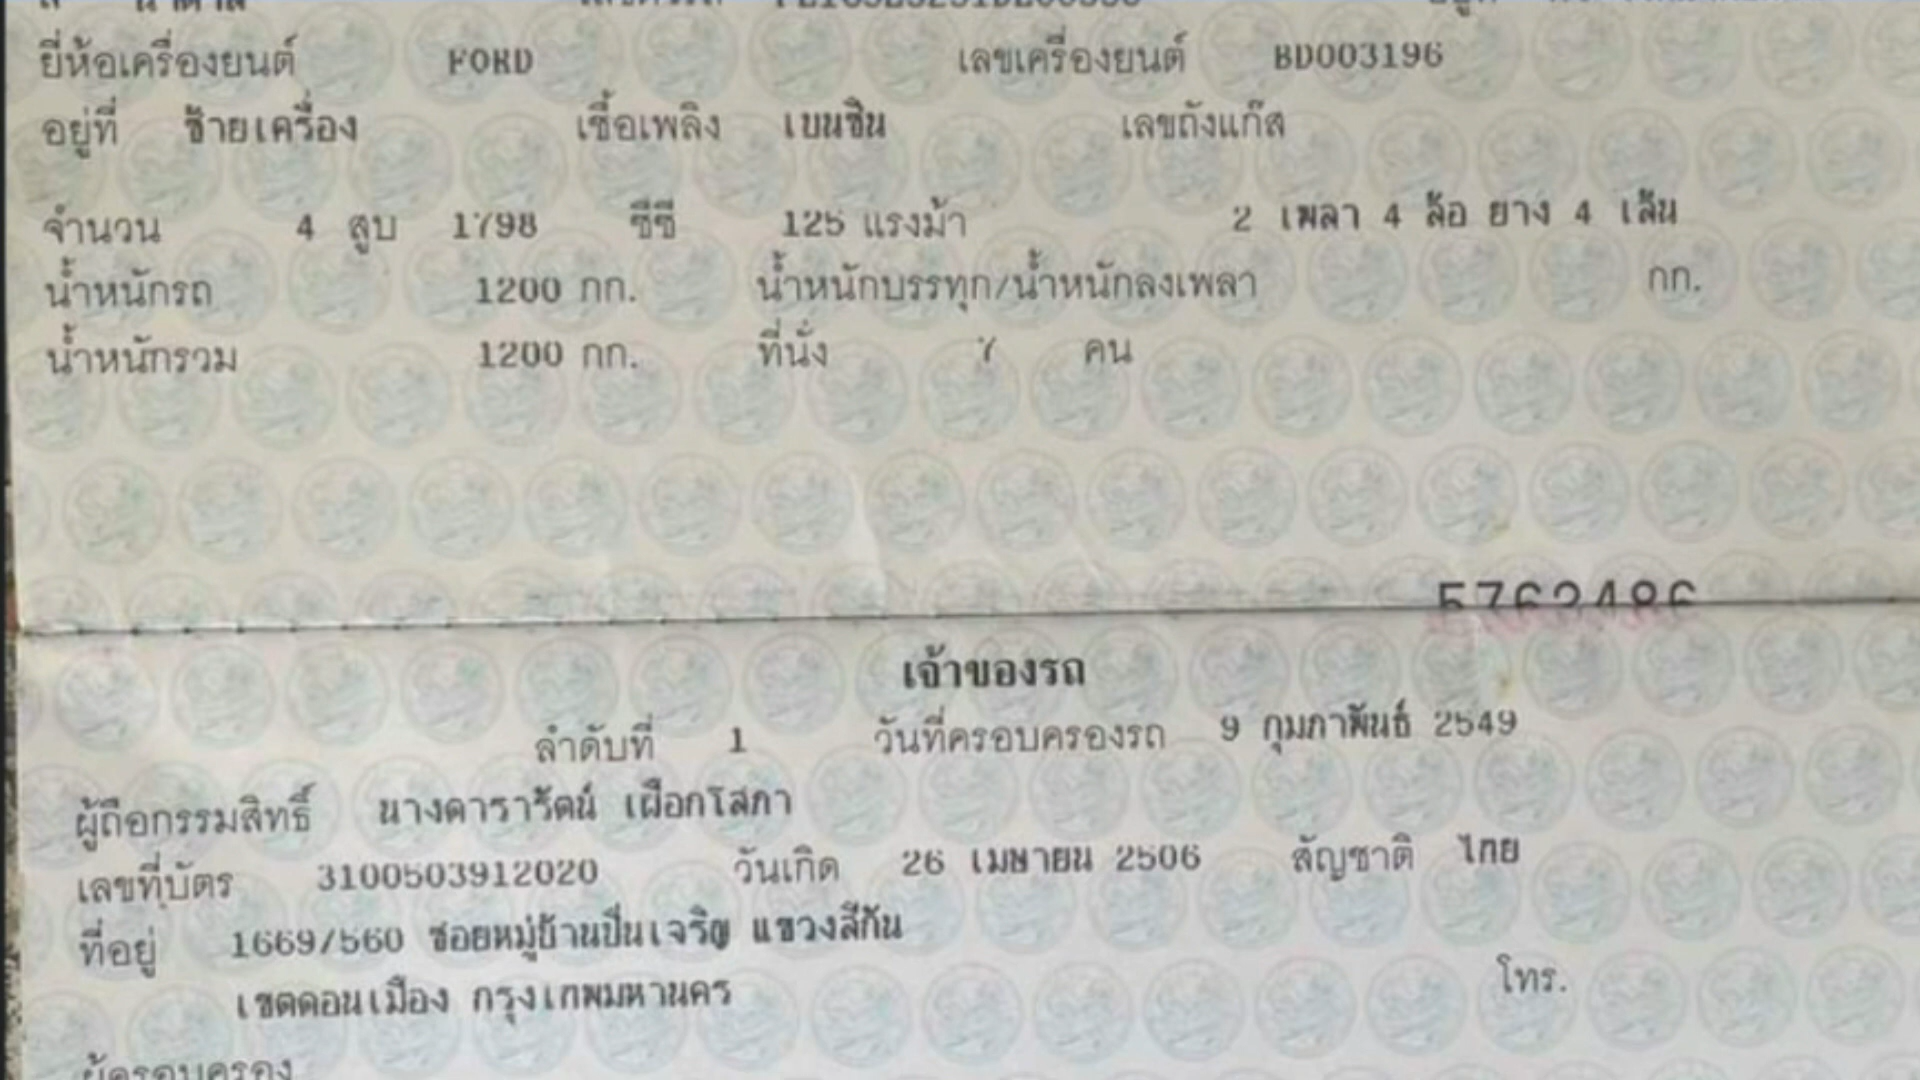 ยี่ห้อเครื่องยนต์ FORD เลขเครื่องยนต์ BD003196
อยู่ที่ ซ้ายเครื่อง เชื้อเพลิง เบนซิน เลขถังแก๊ส
จำนวน 4 สูบ 1798 ซีซี 125 แรงม้า 2 เพลา 4 ล้อ ยาง 4 เส้น
น้ำหนักรถ 1200 กก. น้ำหนักบรรทุก/น้ำหนักลงเพลา กก.
น้ำหนักรวม 1200 กก. ที่นั่ง 7 คน
5762486
เจ้าของรถ
ลำดับที่ 1 วันที่ครอบครองรถ 9 กุมภาพันธ์ 2549
ผู้ถือกรรมสิทธิ์ นางดารารัตน์ เผือกโสภา
เลขที่บัตร 3100503912020 วันเกิด 26 เมษายน 2506 สัญชาติ ไทย
ที่อยู่ 1669/560 ซอยหมู่บ้านปิ่นเจริญ แขวงสีกัน
เขตดอนเมือง กรุงเทพมหานคร โทร.
ผู้ครอบครอง